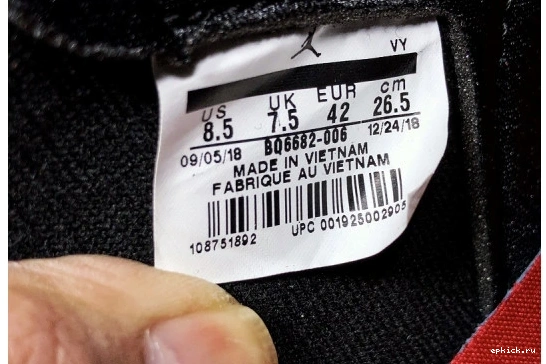 VY
US UK EUR cm
8.5 7.5 42 26.5
09/05/18 BQ6682-006 12/24/18
MADE IN VIETNAM
FABRIQUE AU VIETNAM
108751892 UPC 001925002905
epkick.ru